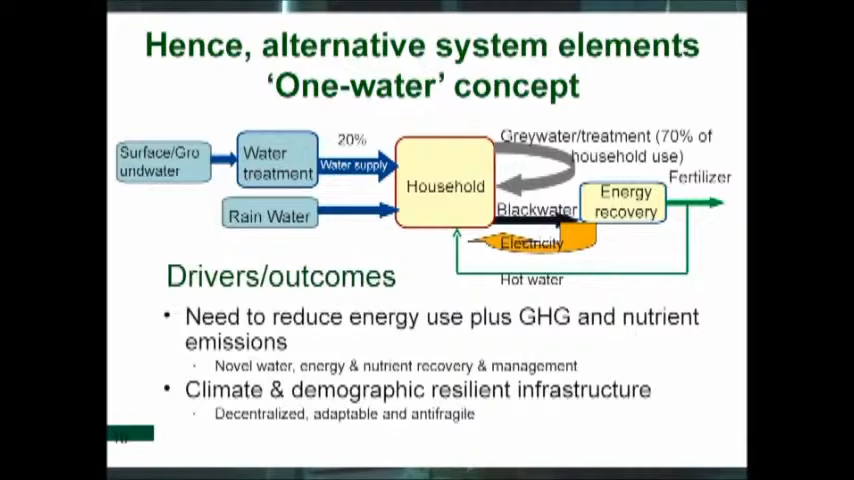 Hence, alternative system elements
‘One-water’ concept
20%
Greywater/treatment (70% of
household use)
Surface/Gro
undwater
Water
treatment
Water supply
Household
Fertilizer
Energy
recovery
Rain Water
Blackwater
Electricity
Hot water
Drivers/outcomes
• Need to reduce energy use plus GHG and nutrient
emissions
· Novel water, energy & nutrient recovery & management
• Climate & demographic resilient infrastructure
· Decentralized, adaptable and antifragile